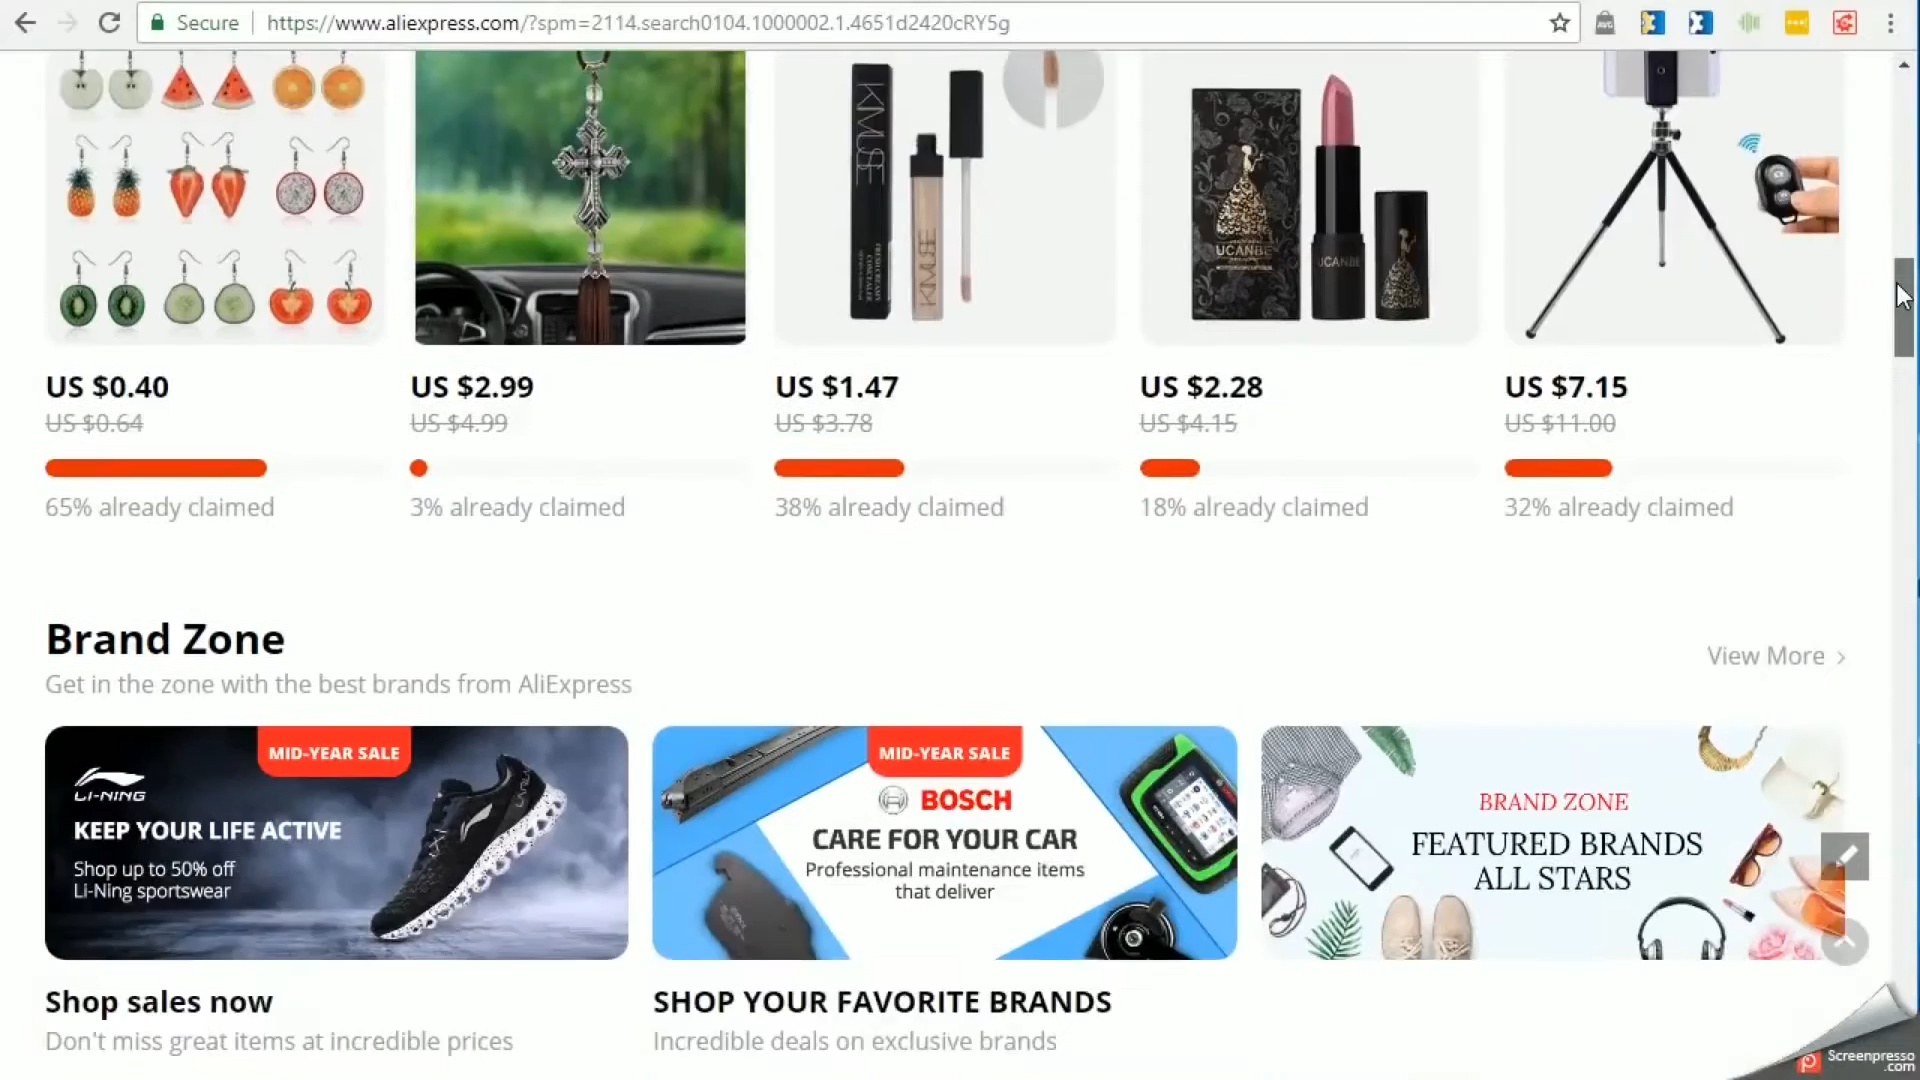 Secure
https://www.aliexpress.com/?spm=2114.search0104.1000002.1.4651d2420cRY5g
AVG
KMUSE
KMUSE
UCANBE
UCANBE
US $0.40
US $2.99
US $1.47
US $2.28
US $7.15
US $0.64
US $4.99
US $3.78
US $4.15
US $11.00
65% already claimed
3% already claimed
38% already claimed
18% already claimed
32% already claimed
Brand Zone
View More
Get in the zone with the best brands from AliExpress
MID-YEAR SALE
LI-NING
KEEP YOUR LIFE ACTIVE
Shop up to 50% off
Li-Ning sportswear
MID-YEAR SALE
BOSCH
CARE FOR YOUR CAR
Professional maintenance items
that deliver
BRAND ZONE
FEATURED BRANDS
ALL STARS
Shop sales now
SHOP YOUR FAVORITE BRANDS
Don't miss great items at incredible prices
Incredible deals on exclusive brands
Screenpresso
.com